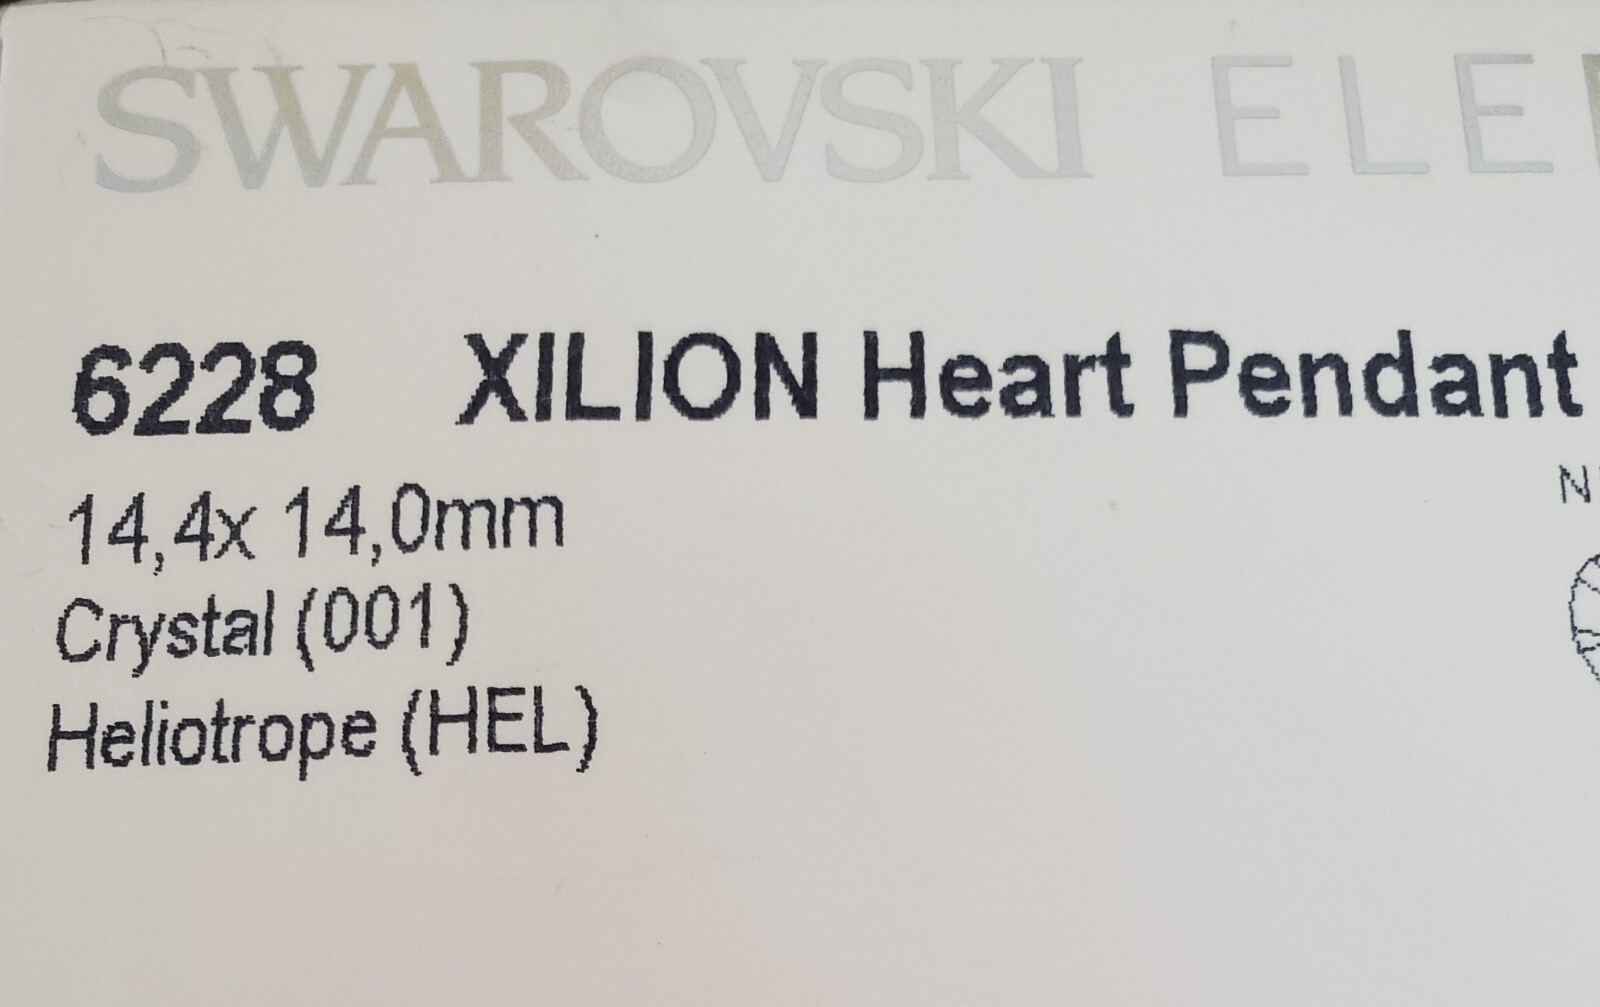 SWAROVSKI ELE
6228 XILION Heart Pendant
14,4x 14,0mm
Crystal (001)
Heliotrope (HEL)